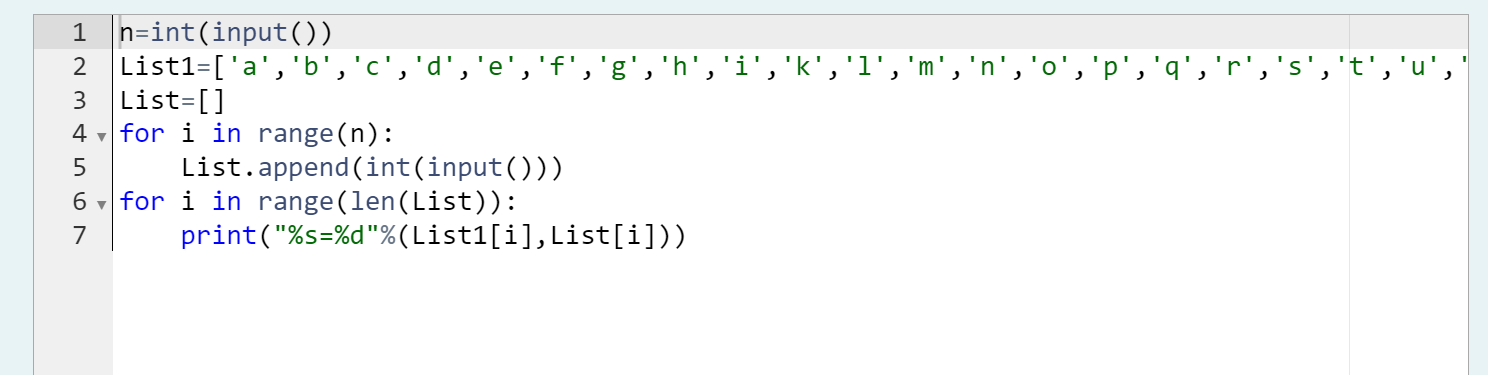 1 n=int(input())
2 List1=['a','b','c','d','e','f','g','h','i','k','l','m','n','o','p','q','r','s','t','u','
3 List=[]
4 for i in range(n):
5     List.append(int(input()))
6 for i in range(len(List)):
7     print("%s=%d"%(List1[i],List[i]))